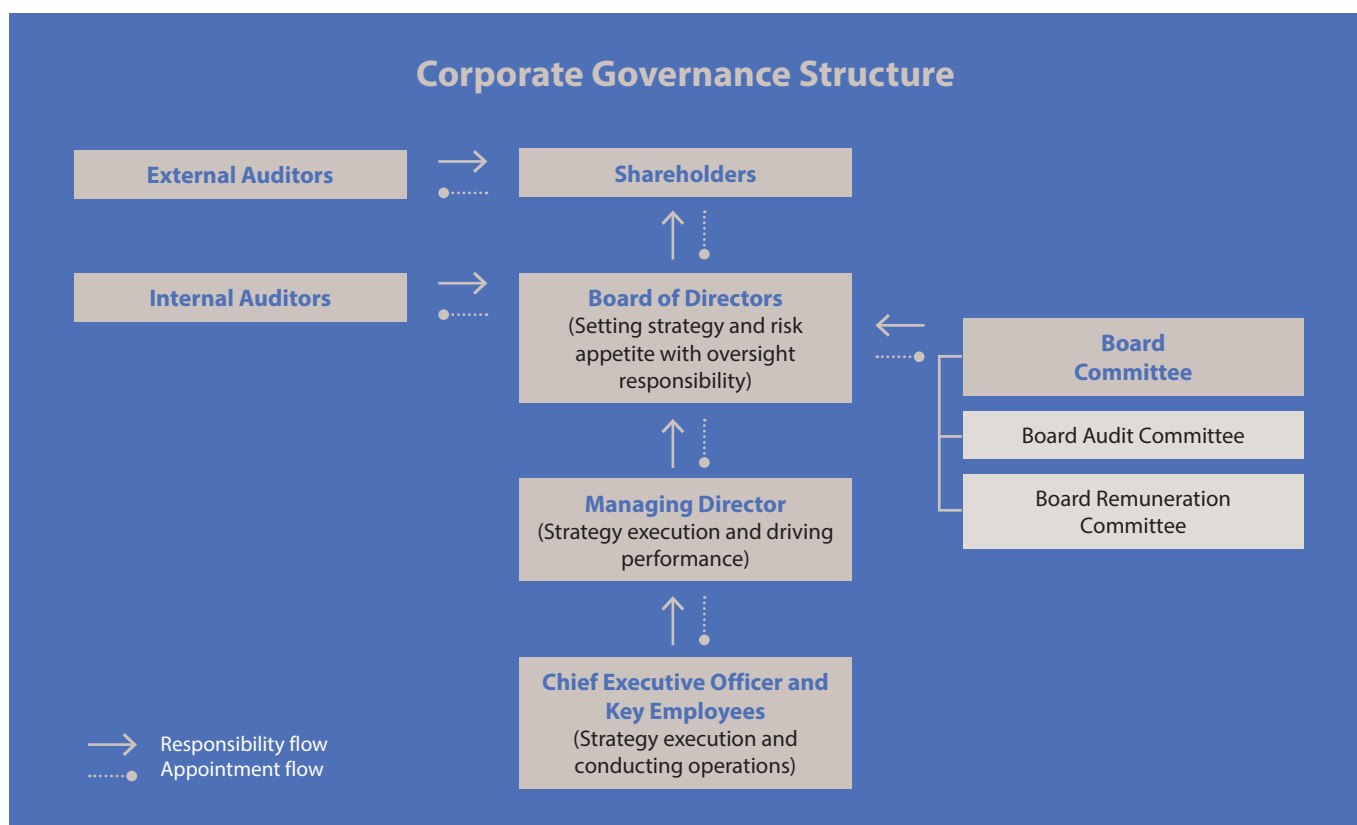 Corporate Governance Structure
External Auditors
Shareholders
Internal Auditors
Board of Directors
(Setting strategy and risk
appetite with oversight
responsibility)
Board
Committee
Board Audit Committee
Board Remuneration
Committee
Managing Director
(Strategy execution and driving
performance)
Chief Executive Officer and
Key Employees
(Strategy execution and
conducting operations)
Responsibility flow
Appointment flow